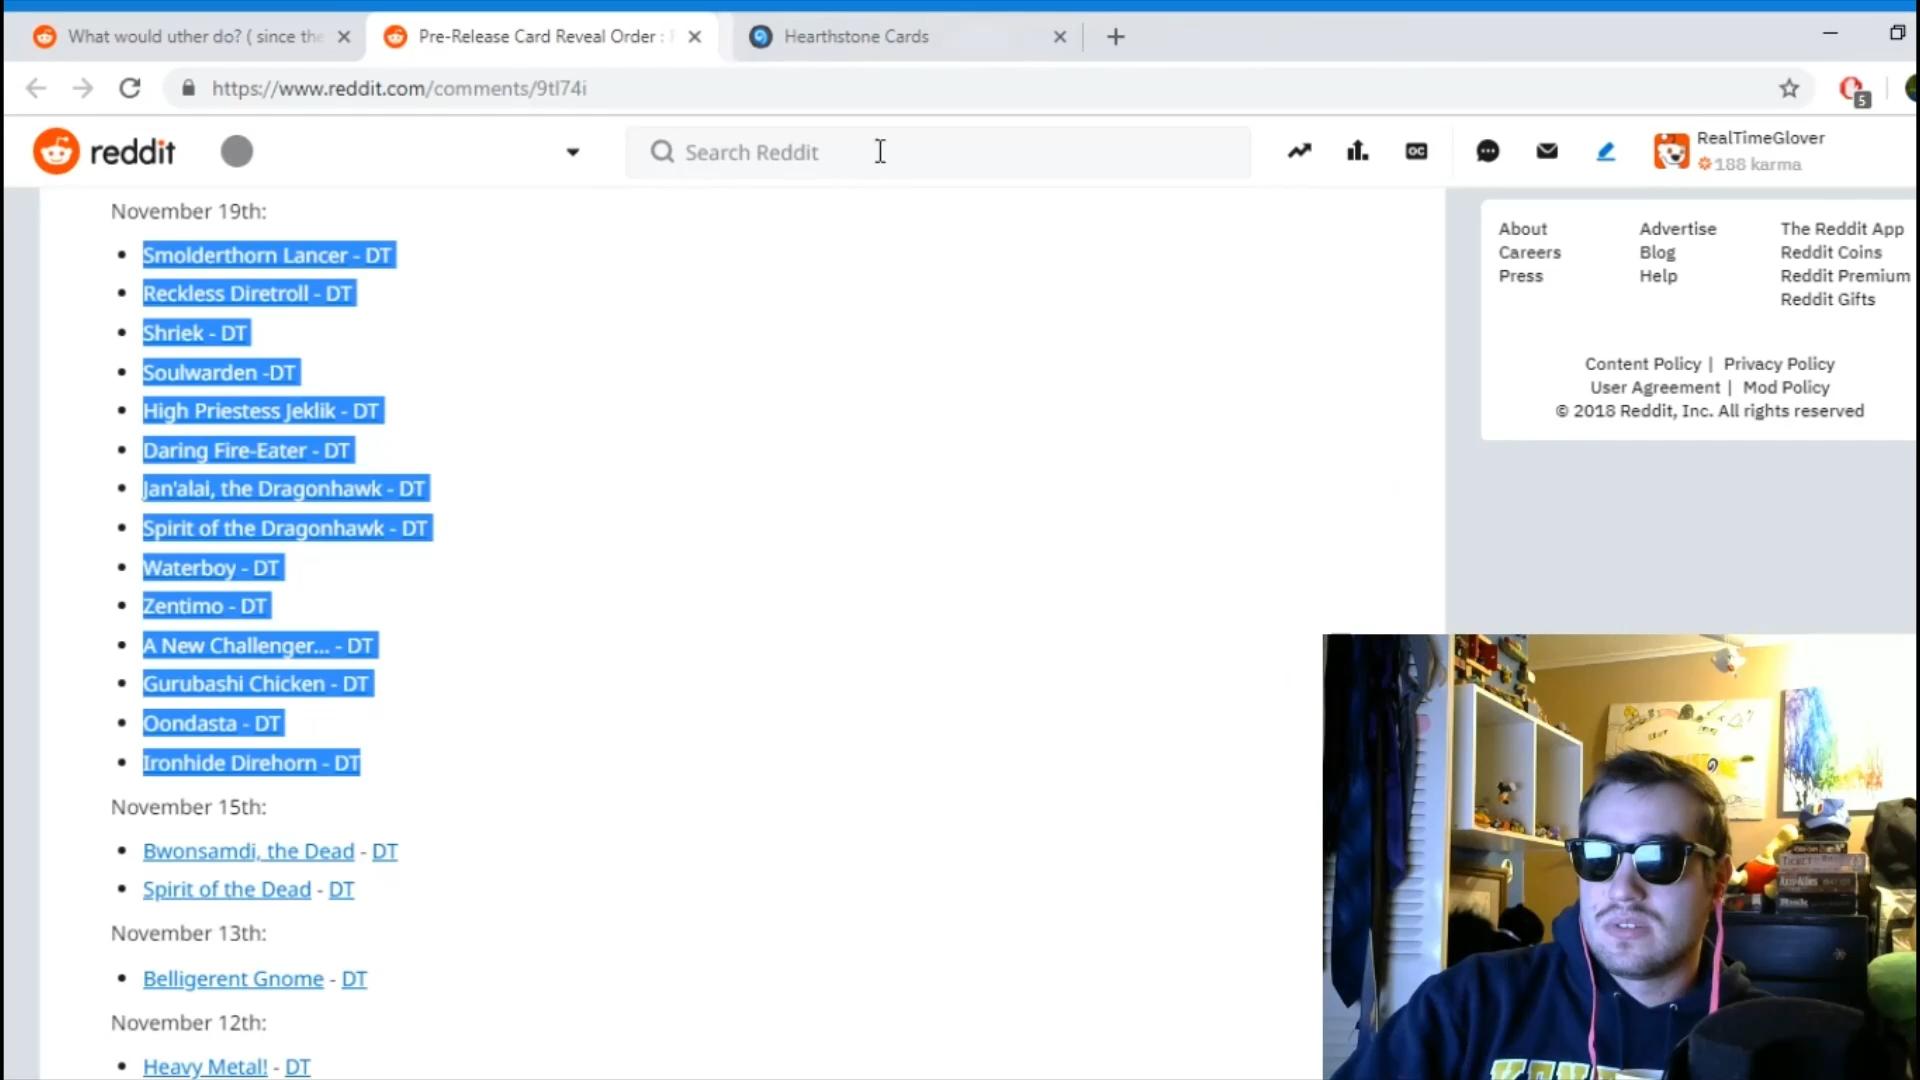 What would uther do? ( since the
Pre-Release Card Reveal Order :
Hearthstone Cards
https://www.reddit.com/comments/9tl74i
5
reddit
Search Reddit
RealTimeGlover
188 karma
November 19th:
Smolderthorn Lancer - DT
Reckless Diretroll - DT
Shriek - DT
Soulwarden -DT
High Priestess Jeklik - DT
Daring Fire-Eater - DT
Jan'alai, the Dragonhawk - DT
Spirit of the Dragonhawk - DT
Waterboy - DT
Zentimo - DT
A New Challenger... - DT
Gurubashi Chicken - DT
Oondasta - DT
Ironhide Direhorn - DT
November 15th:
Bwonsamdi, the Dead - DT
Spirit of the Dead - DT
November 13th:
Belligerent Gnome - DT
November 12th:
Heavy Metal! - DT
About Advertise The Reddit App
Careers Blog Reddit Coins
Press Help Reddit Premium
Reddit Gifts
Content Policy | Privacy Policy
User Agreement | Mod Policy
© 2018 Reddit, Inc. All rights reserved
OC
Risk